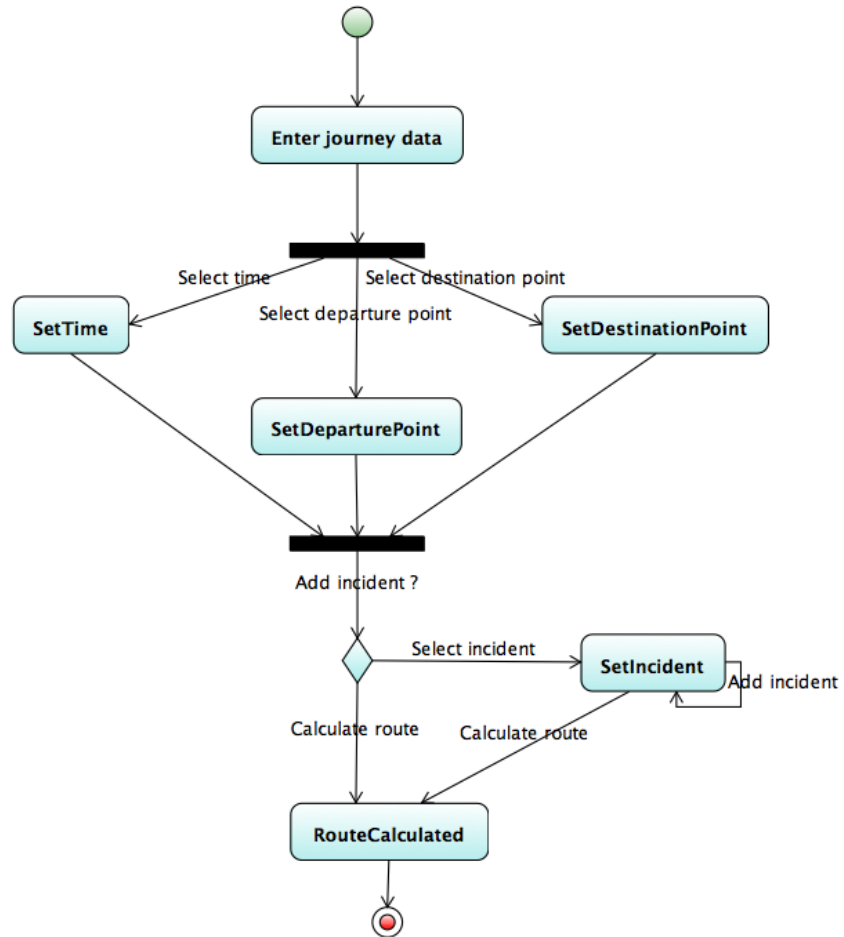 Enter journey data
Select time
Select destination point
Select departure point
SetTime
SetDestinationPoint
SetDeparturePoint
Add incident ?
Select incident
SetIncident
Add incident
Calculate route
Calculate route
RouteCalculated